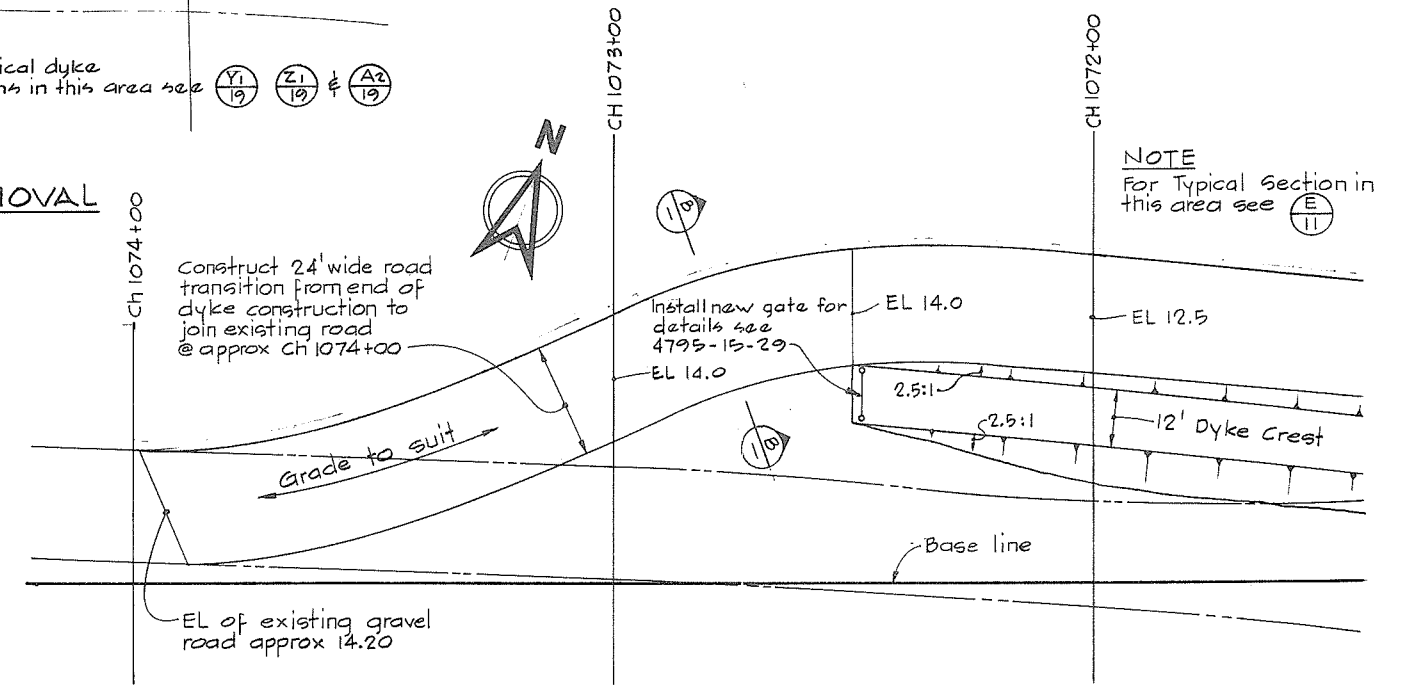 ical dyke
ns in this area see Y1 19 Z1 19 & A2 19
MOVAL
Ch 1074+00
CH 1073+00
CH 1072+00
N
NOTE
For Typical Section in
this area see E 11
Construct 24' wide road
transition from end of
dyke construction to
join existing road
@ approx Ch 1074+00
B 1
Install new gate for
details see
4795-15-29
EL 14.0
EL 14.0
EL 12.5
2.5:1
2.5:1
12' Dyke Crest
B 1
Grade to suit
Base line
EL of existing gravel
road approx 14.20